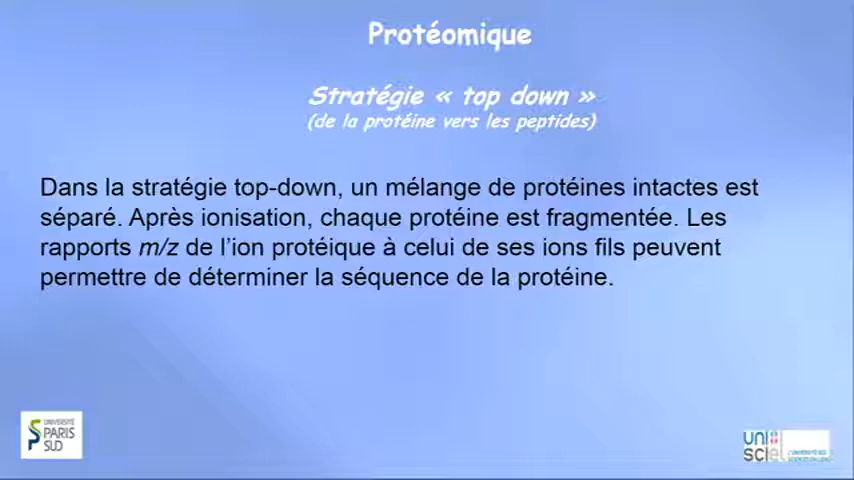 Protéomique
Stratégie « top down »
(de la protéine vers les peptides)
Dans la stratégie top-down, un mélange de protéines intactes est
séparé. Après ionisation, chaque protéine est fragmentée. Les
rapports m/z de l’ion protéique à celui de ses ions fils peuvent
permettre de déterminer la séquence de la protéine.
UNIVERSITÉ
PARIS
SUD
uni
sciel